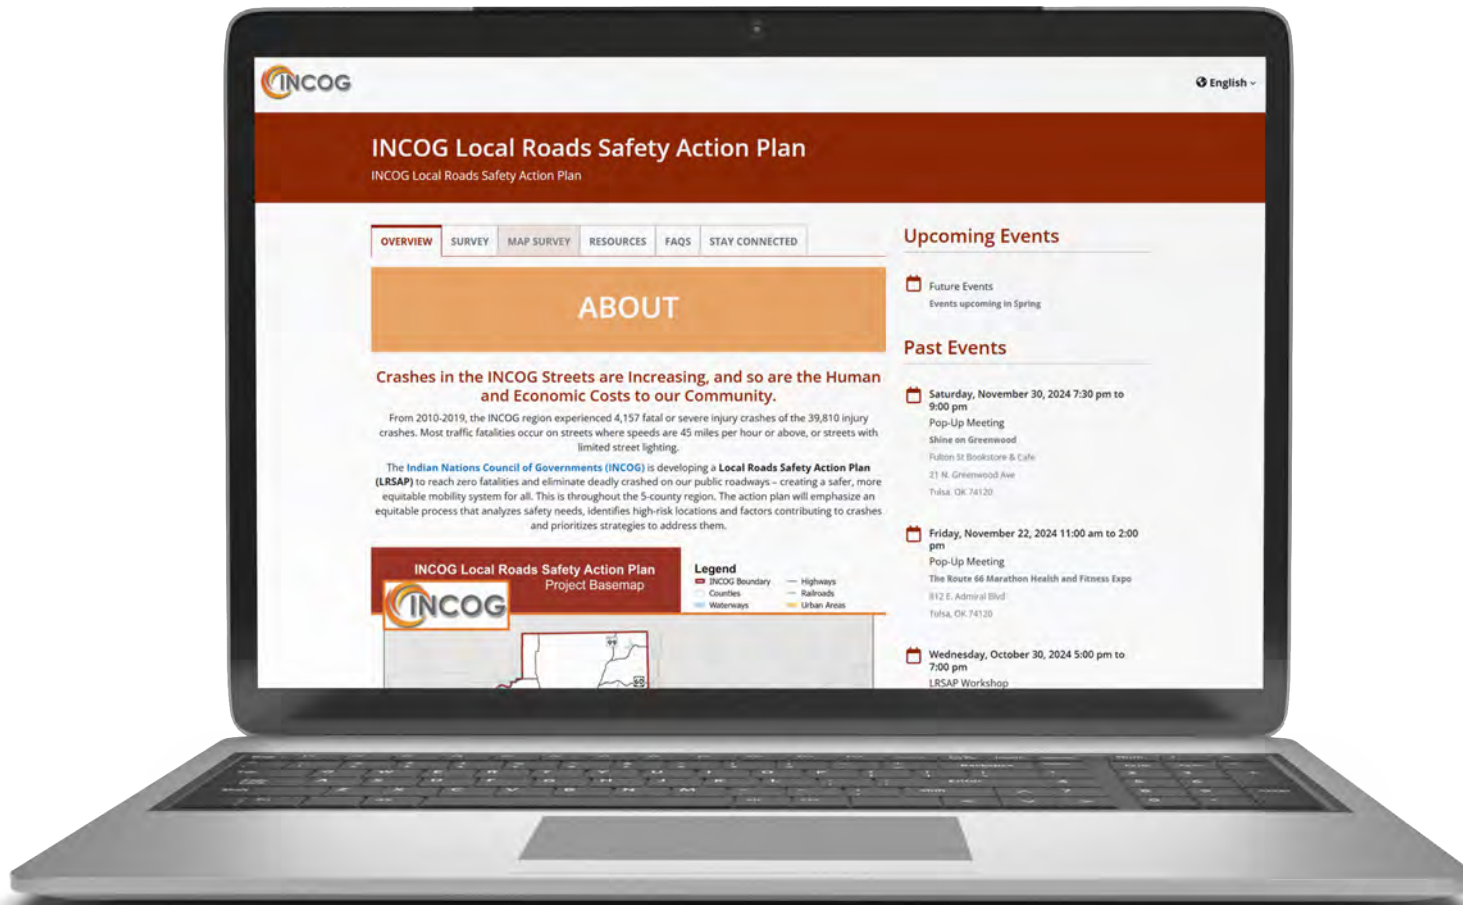 INCOG
English
INCOG Local Roads Safety Action Plan
INCOG Local Roads Safety Action Plan
OVERVIEW
SURVEY
MAP SURVEY
RESOURCES
FAQS
STAY CONNECTED
ABOUT
Crashes in the INCOG Streets are Increasing, and so are the Human
and Economic Costs to our Community.
From 2010-2019, the INCOG region experienced 4,157 fatal or severe injury crashes of the 39,810 injury
crashes. Most traffic fatalities occur on streets where speeds are 45 miles per hour or above, or streets with
limited street lighting.
The Indian Nations Council of Governments (INCOG) is developing a Local Roads Safety Action Plan
(LRSAP) to reach zero fatalities and eliminate deadly crashed on our public roadways – creating a safer, more
equitable mobility system for all. This is throughout the 5-county region. The action plan will emphasize an
equitable process that analyzes safety needs, identifies high-risk locations and factors contributing to crashes
and prioritizes strategies to address them.
INCOG Local Roads Safety Action Plan
Project Basemap
INCOG
Legend
INCOG Boundary
Counties
Waterways
Highways
Railroads
Urban Areas
99
60
Upcoming Events
Future Events
Events upcoming in Spring
Past Events
Saturday, November 30, 2024 7:30 pm to
9:00 pm
Pop-Up Meeting
Shine on Greenwood
Fulton St Bookstore & Cafe
21 N. Greenwood Ave
Tulsa, OK 74120
Friday, November 22, 2024 11:00 am to 2:00
pm
Pop-Up Meeting
The Route 66 Marathon Health and Fitness Expo
812 E. Admiral Blvd
Tulsa, OK 74120
Wednesday, October 30, 2024 5:00 pm to
7:00 pm
LRSAP Workshop